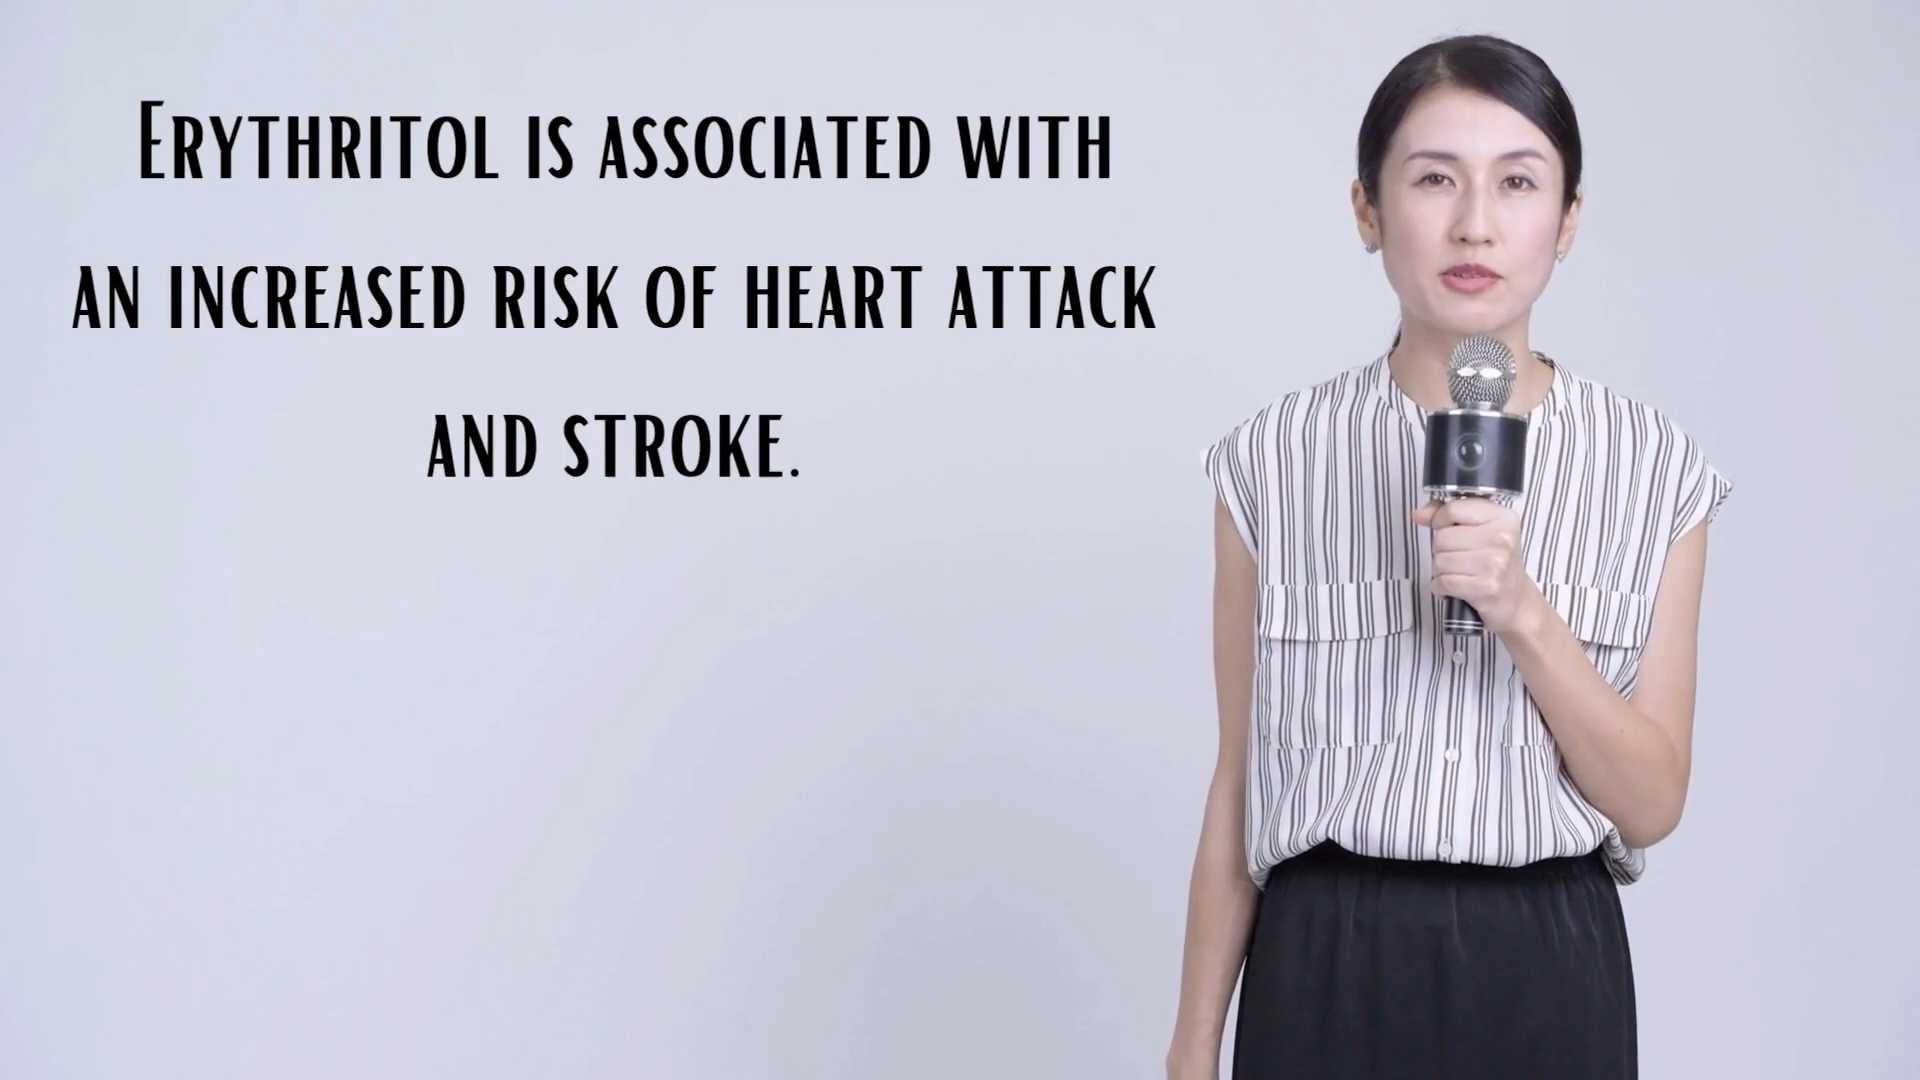 Erythritol is associated with
an increased risk of heart attack
and stroke.